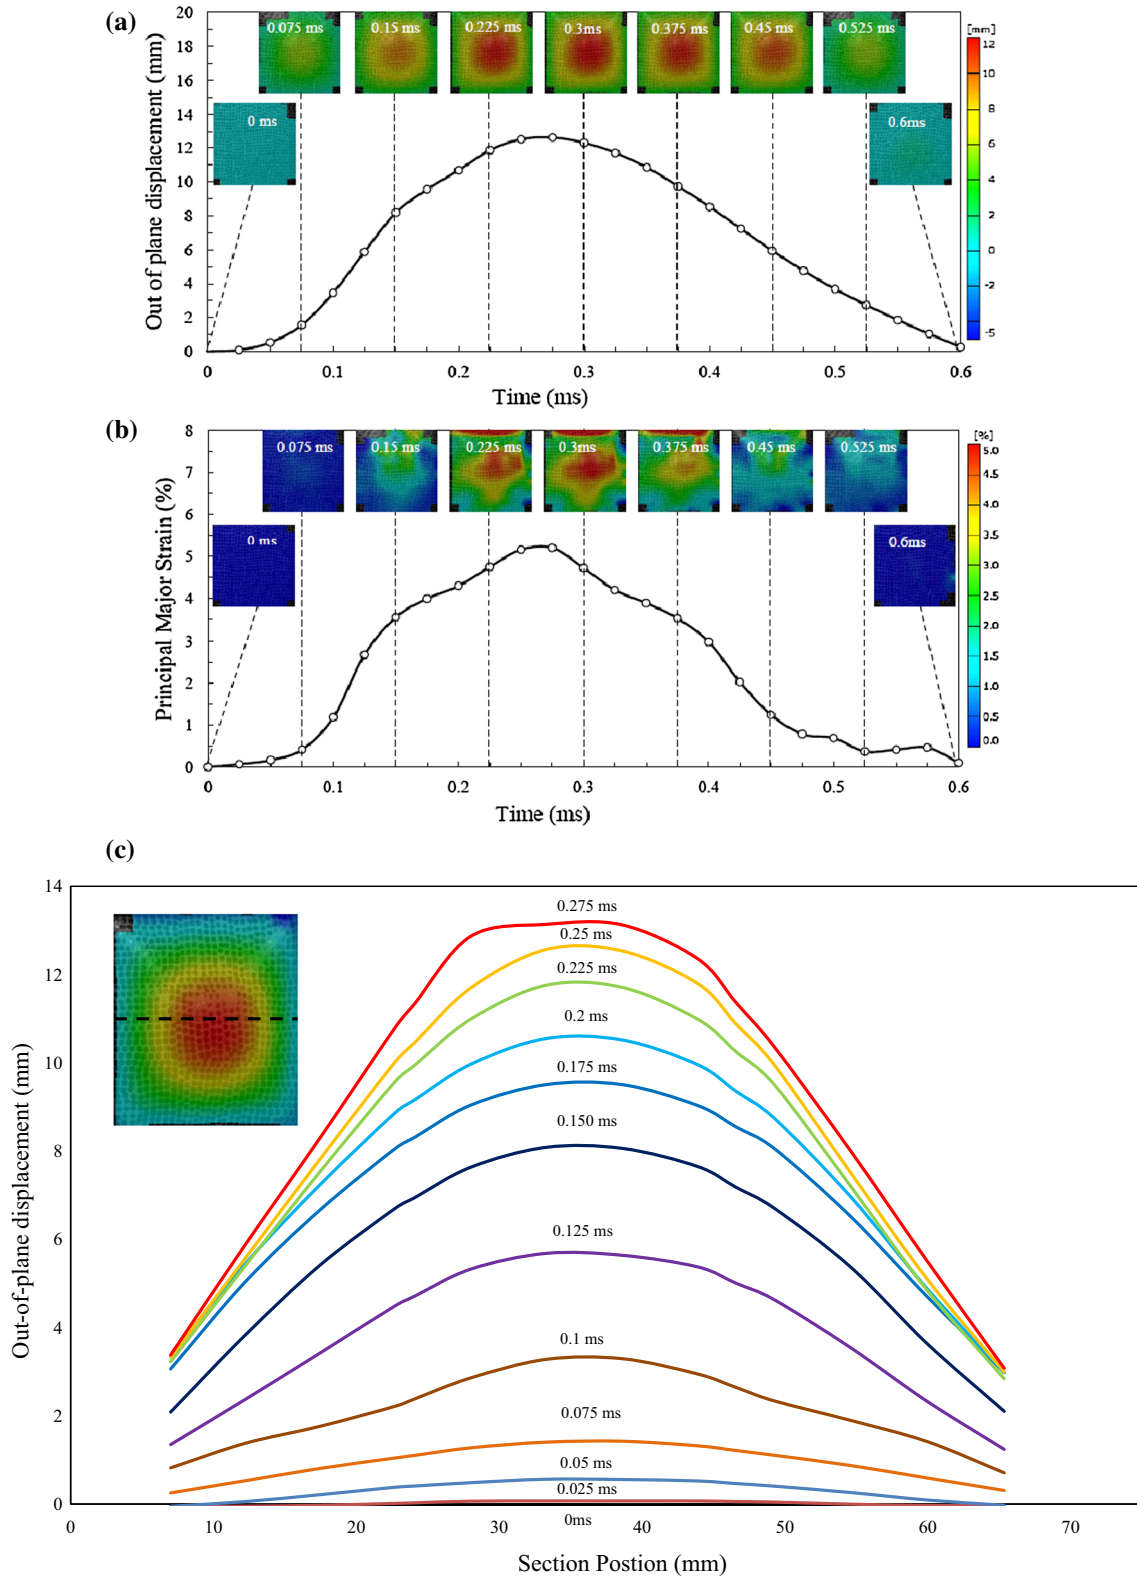 (a)
Out of plane displacement (mm)
20
18
16
14
12
10
8
6
4
2
0
0.075 ms
0.15 ms
0.225 ms
0.3ms
0.375 ms
0.45 ms
0.525 ms
0 ms
0.6ms
[mm]
12
10
8
6
4
2
0
-2
-5
0
0.1
0.2
0.3
0.4
0.5
0.6
Time (ms)
(b)
Principal Major Strain (%)
8
7
6
5
4
3
2
1
0
0.075 ms
0.15 ms
0.225 ms
0.3ms
0.375 ms
0.45 ms
0.525 ms
0 ms
0.6ms
[%]
5.0
4.5
4.0
3.5
3.0
2.5
2.0
1.5
1.0
0.5
0.0
0
0.1
0.2
0.3
0.4
0.5
0.6
Time (ms)
(c)
Out-of-plane displacement (mm)
14
12
10
8
6
4
2
0
0.275 ms
0.25 ms
0.225 ms
0.2 ms
0.175 ms
0.150 ms
0.125 ms
0.1 ms
0.075 ms
0.05 ms
0.025 ms
0ms
0
10
20
30
40
50
60
70
Section Postion (mm)